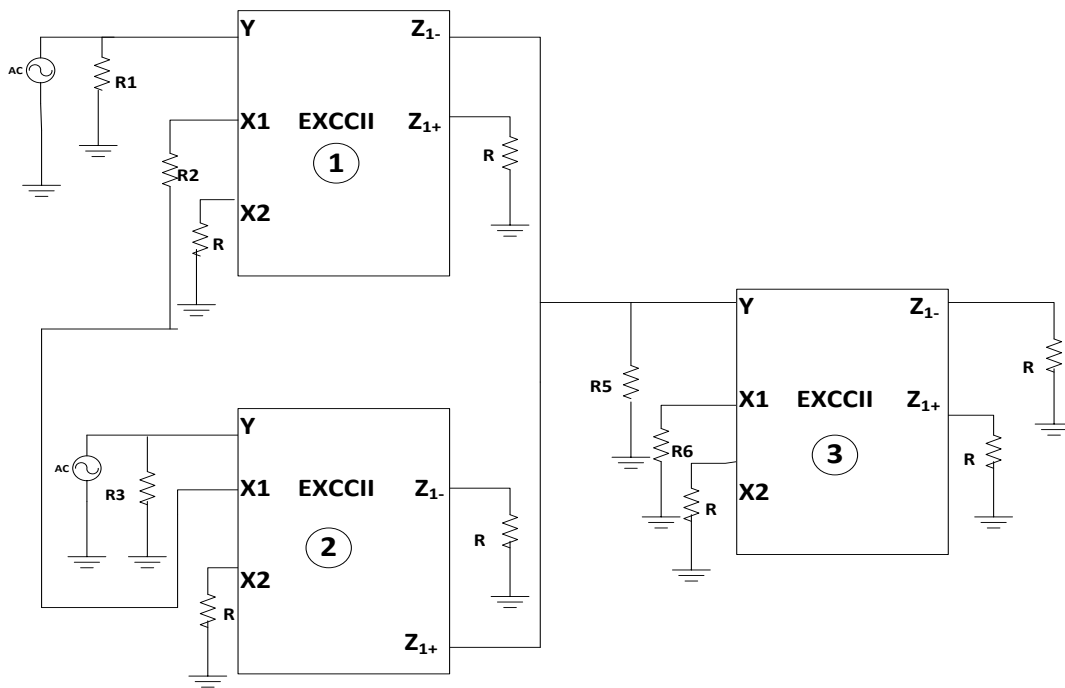 Y
Z1-
AC
R1
X1
EXCCII
Z1+
1
R
R2
X2
R
Y
Z1-
R
R5
X1
EXCCII
Z1+
R6
3
R
X2
R
Y
AC
R3
X1
EXCCII
Z1-
R
2
X2
R
Z1+